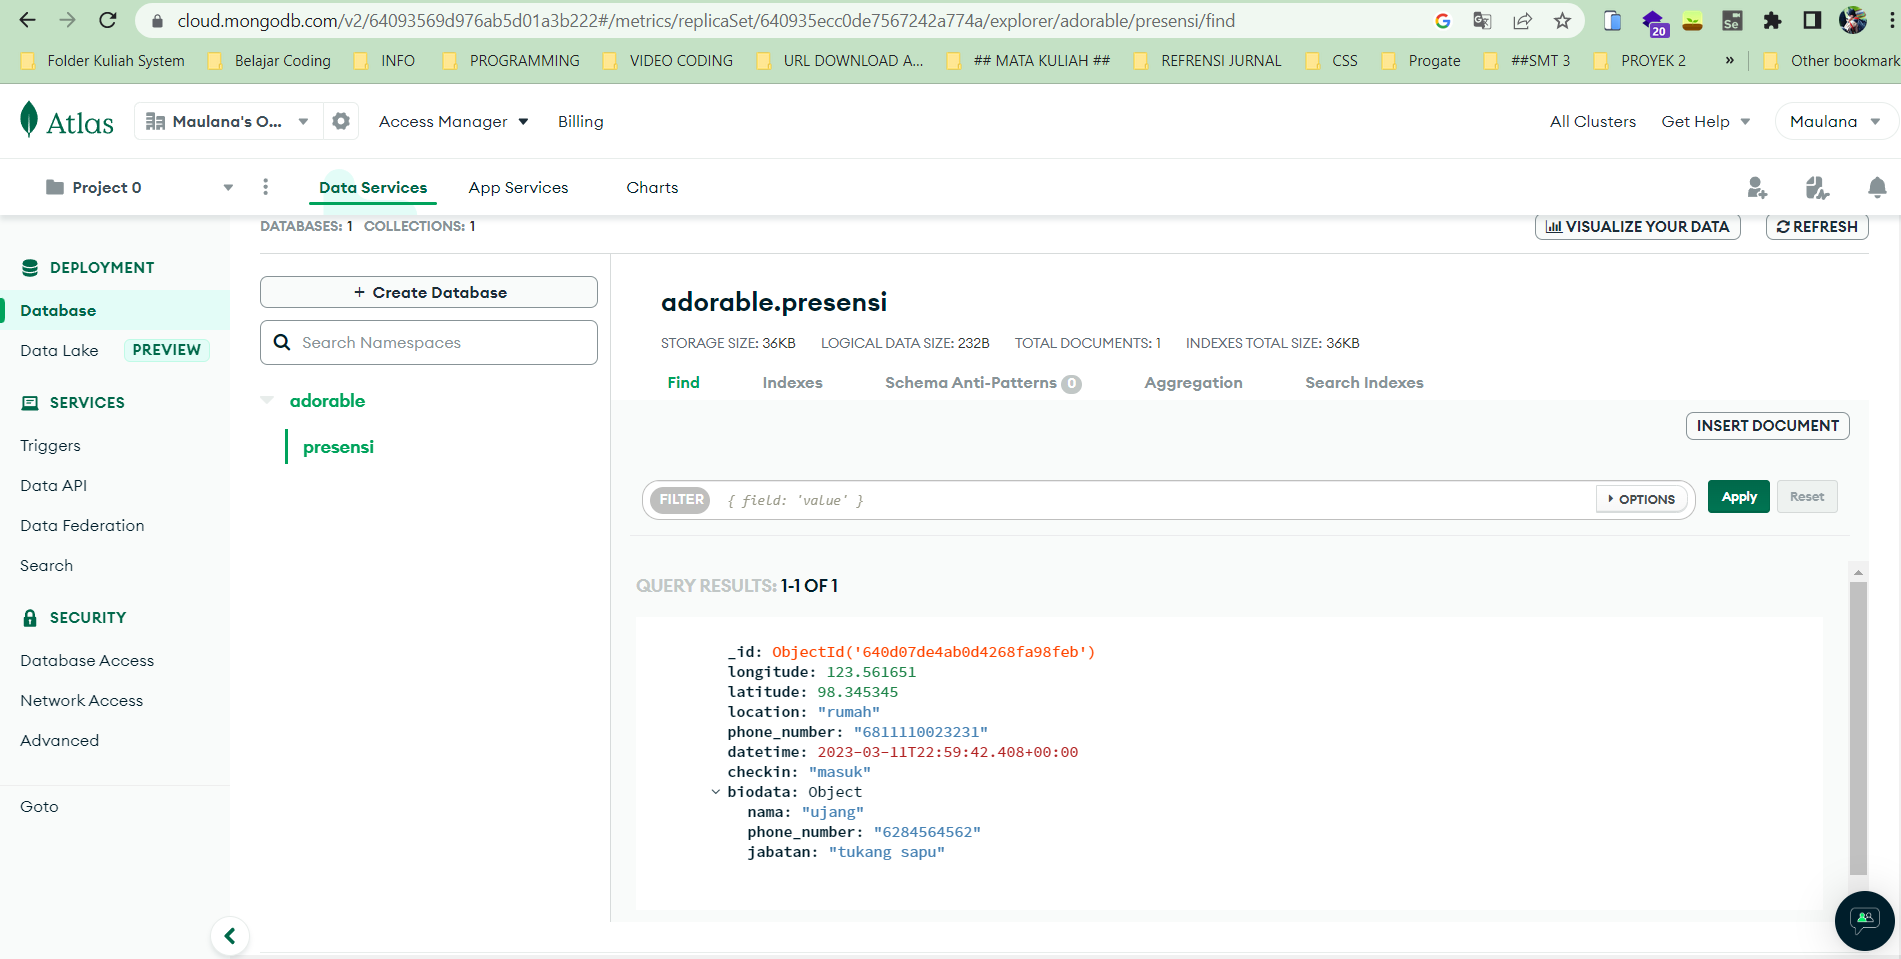 cloud.mongodb.com/v2/64093569d976ab5d01a3b222#/metrics/replicaSet/640935ecc0de7567242a774a/explorer/adorable/presensi/find
20
Folder Kuliah System Belajar Coding INFO PROGRAMMING VIDEO CODING URL DOWNLOAD A... ## MATA KULIAH ## REFRENSI JURNAL CSS Progate ##SMT 3 PROYEK 2 » Other bookmark
Atlas Maulana's O... Access Manager Billing All Clusters Get Help Maulana
Project 0 Data Services App Services Charts
DATABASES: 1 COLLECTIONS: 1 VISUALIZE YOUR DATA REFRESH
DEPLOYMENT
Database
Data Lake PREVIEW
SERVICES
Triggers
Data API
Data Federation
Search
SECURITY
Database Access
Network Access
Advanced
Goto
+ Create Database
Search Namespaces
adorable
presensi
adorable.presensi
STORAGE SIZE: 36KB LOGICAL DATA SIZE: 232B TOTAL DOCUMENTS: 1 INDEXES TOTAL SIZE: 36KB
Find Indexes Schema Anti-Patterns 0 Aggregation Search Indexes
INSERT DOCUMENT
FILTER { field: 'value' } OPTIONS Apply Reset
QUERY RESULTS: 1-1 OF 1
_id: ObjectId('640d07de4ab0d4268fa98feb')
longitude: 123.561651
latitude: 98.345345
location: "rumah"
phone_number: "6811110023231"
datetime: 2023-03-11T22:59:42.408+00:00
checkin: "masuk"
biodata: Object
nama: "ujang"
phone_number: "6284564562"
jabatan: "tukang sapu"